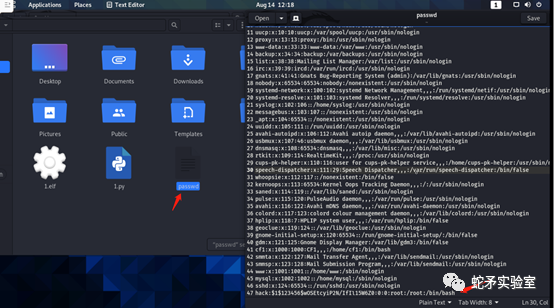 Applications
Places
Text Editor
Aug 14 12:18
1
Open
passwd
Save
Desktop
Documents
Downloads
Pictures
Public
Templates
1.elf
1.py
passwd
"passwd" se
11 uucp:x:10:10:uucp:/var/spool/uucp:/usr/sbin/nologin
12 proxy:x:13:13:proxy:/bin:/usr/sbin/nologin
13 www-data:x:33:33:www-data:/var/www:/usr/sbin/nologin
14 backup:x:34:34:backup:/var/backups:/usr/sbin/nologin
15 list:x:38:38:Mailing List Manager:/var/list:/usr/sbin/nologin
16 irc:x:39:39:ircd:/var/run/ircd:/usr/sbin/nologin
17 gnats:x:41:41:Gnats Bug-Reporting System (admin):/var/lib/gnats:/usr/sbin/nologin
18 nobody:x:65534:65534:nobody:/nonexistent:/usr/sbin/nologin
19 systemd-network:x:100:102:systemd Network Management,,,:/run/systemd/netif:/usr/sbin/nologin
20 systemd-resolve:x:101:103:systemd Resolver,,,:/run/systemd/resolve:/usr/sbin/nologin
21 syslog:x:102:106::/home/syslog:/usr/sbin/nologin
22 messagebus:x:103:107::/nonexistent:/usr/sbin/nologin
23 _apt:x:104:65534::/nonexistent:/usr/sbin/nologin
24 uuidd:x:105:111::/run/uuidd:/usr/sbin/nologin
25 avahi-autoipd:x:106:112:Avahi autoip daemon,,,:/var/lib/avahi-autoipd:/usr/sbin/nologin
26 usbmux:x:107:46:usbmux daemon,,,:/var/lib/usbmux:/usr/sbin/nologin
27 dnsmasq:x:108:65534:dnsmasq,,,:/var/lib/misc:/usr/sbin/nologin
28 rtkit:x:109:114:RealtimeKit,,,:/proc:/usr/sbin/nologin
29 cups-pk-helper:x:110:116:user for cups-pk-helper service,,,:/home/cups-pk-helper:/usr/sbin/no
30 speech-dispatcher:x:111:29:Speech Dispatcher,,,:/var/run/speech-dispatcher:/bin/false
31 whoopsie:x:112:117::/nonexistent:/bin/false
32 kernoops:x:113:65534:Kernel Oops Tracking Daemon,,,:/:/usr/sbin/nologin
33 saned:x:114:119::/var/lib/saned:/usr/sbin/nologin
34 pulse:x:115:120:PulseAudio daemon,,,:/var/run/pulse:/usr/sbin/nologin
35 avahi:x:116:122:Avahi mDNS daemon,,,:/var/run/avahi-daemon:/usr/sbin/nologin
36 colord:x:117:123:colord colour management daemon,,,:/var/lib/colord:/usr/sbin/nologin
37 hplip:x:118:7:HPLIP system user,,,:/var/run/hplip:/bin/false
38 geoclue:x:119:124::/var/lib/geoclue:/usr/sbin/nologin
39 gnome-initial-setup:x:120:65534::/run/gnome-initial-setup/:/bin/false
40 gdm:x:121:125:Gnome Display Manager:/var/lib/gdm3:/bin/false
41 cf1:x:1000:1000:CF1,,,:/home/cf1:/bin/bash
42 smmta:x:122:127:Mail Transfer Agent,,,:/var/lib/sendmail:/usr/sbin/nologin
43 smmsp:x:123:128:Mail Submission Program,,,:/var/lib/sendmail:/usr/sbin/nologin
44 www:x:1001:1001::/home/www:/sbin/nologin
45 mysql:x:1002:1002::/home/mysql:/sbin/nologin
46 sshd:x:124:65534::/run/sshd:/usr/sbin/nologin
:0:0:root:/root:/bin/bash
Plain Text
Tab Width: 8
Ln 30, Col
蛇矛实验室